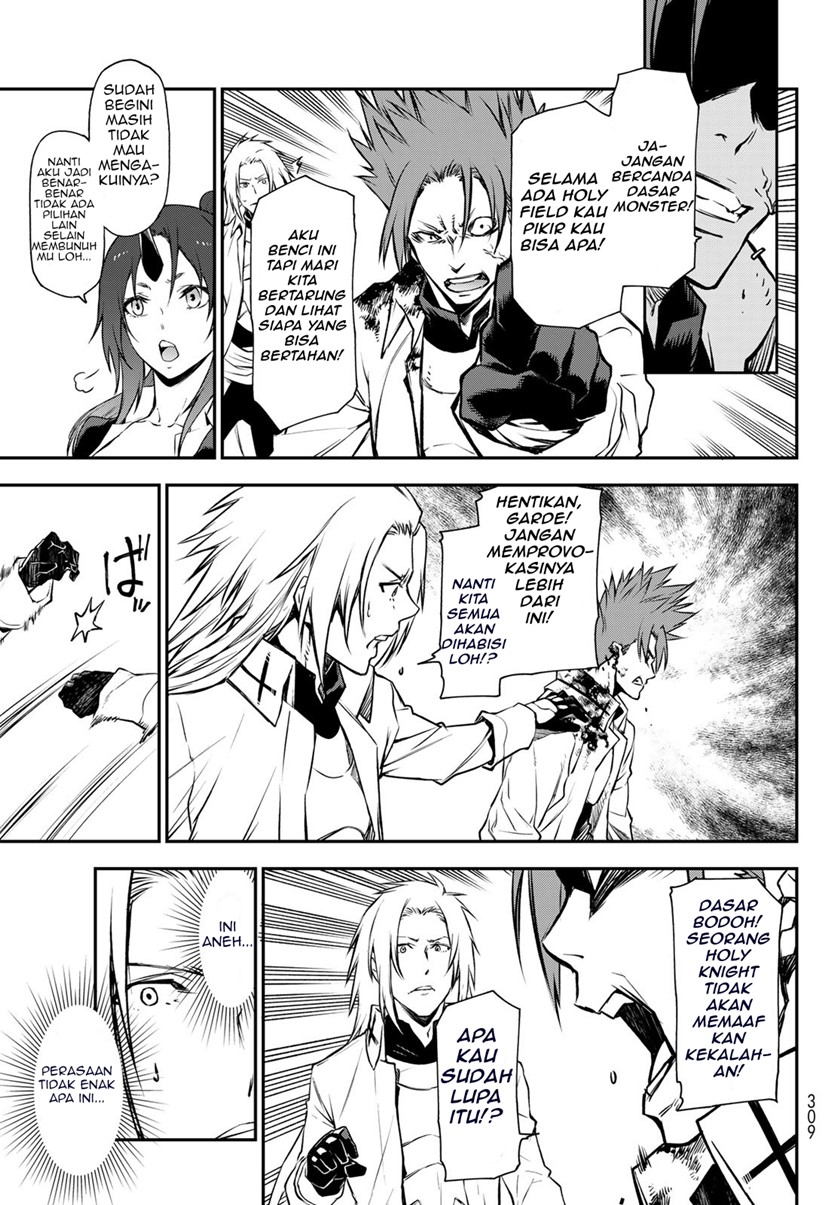 JA-
JANGAN
BERCANDA
DASAR
MONSTER!
SELAMA
ADA HOLY
FIELD KAU
PIKIR KAU
BISA APA!
AKU
BENCI INI
TAPI MARI
KITA
BERTARUNG
DAN LIHAT
SIAPA YANG
BISA
BERTAHAN!
SUDAH
BEGINI
MASIH
TIDAK
MAU
MENG-
AKUINYA?
NANTI
AKU JADI
BENAR-
BENAR
TIDAK ADA
PILIHAN
LAIN
SELAIN
MEMBUNUH
MU LOH...
HENTIKAN,
GARDE!
JANGAN
MEMPROVO-
KASINYA
LEBIH
DARI
INI!
NANTI
KITA
SEMUA
AKAN
DIHABISI
LOH!?
ばッ
DASAR
BODOH!
SEORANG
HOLY
KNIGHT
TIDAK
AKAN
MEMAAF
KAN
KEKALAH-
AN!
APA
KAU
SUDAH
LUPA
ITU!?
INI
ANEH...
PERASAAN
TIDAK ENAK
APA INI...
309